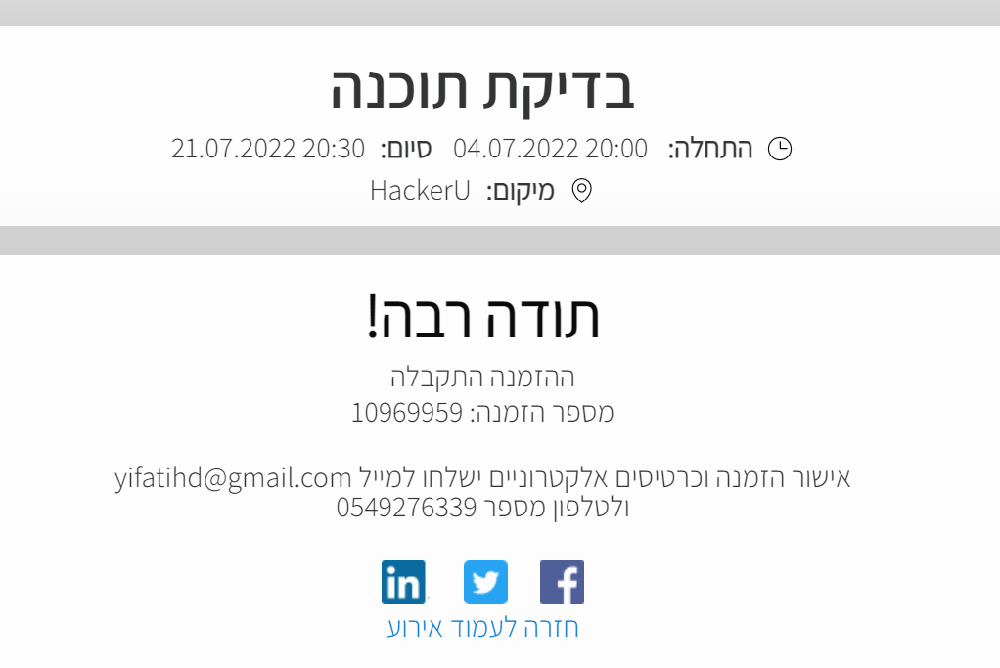 בדיקת תוכנה
התחלה: 04.07.2022 20:00 סיום: 21.07.2022 20:30
מיקום: HackerU
תודה רבה!
ההזמנה התקבלה
מספר הזמנה: 10969959
אישור הזמנה וכרטיסים אלקטרוניים ישלחו למייל yifatihd@gmail.com
ולטלפון מספר 0549276339
in f
חזרה לעמוד אירוע